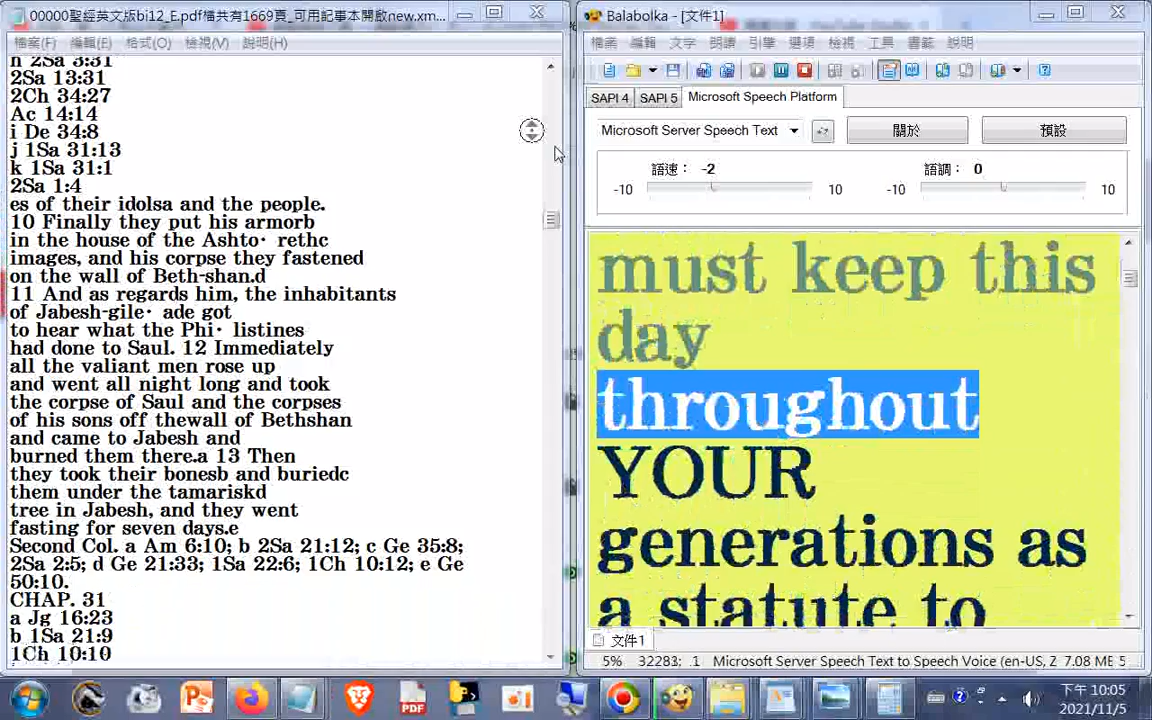 00000聖經英文版bi12_E.pdf檔共有1669頁_可用記事本開啟new.xm...
檔案(F) 編輯(E) 格式(O) 檢視(V) 說明(H)
h 2Sa 3:31
2Sa 13:31
2Ch 34:27
Ac 14:14
i De 34:8
j 1Sa 31:13
k 1Sa 31:1
2Sa 1:4
es of their idolsa and the people.
10 Finally they put his armorb
in the house of the Ashto· rethc
images, and his corpse they fastened
on the wall of Beth-shan.d
11 And as regards him, the inhabitants
of Jabesh-gile· ade got
to hear what the Phi· listines
had done to Saul. 12 Immediately
all the valiant men rose up
and went all night long and took
the corpse of Saul and the corpses
of his sons off thewall of Bethshan
and came to Jabesh and
burned them there.a 13 Then
they took their bonesb and buriedc
them under the tamariskd
tree in Jabesh, and they went
fasting for seven days.e
Second Col. a Am 6:10; b 2Sa 21:12; c Ge 35:8;
2Sa 2:5; d Ge 21:33; 1Sa 22:6; 1Ch 10:12; e Ge
50:10.
CHAP. 31
a Jg 16:23
b 1Sa 21:9
1Ch 10:10
Balabolka - [文件1]
檔案 編輯 文字 朗讀 引擎 選項 檢視 工具 書籤 說明
SAPI 4 SAPI 5 Microsoft Speech Platform
Microsoft Server Speech Text 關於 預設
語速: -2 語調: 0
-10 10 -10 10
must keep this
day
throughout
YOUR
generations as
a statute to
文件1
5% 32283: .1 Microsoft Server Speech Text to Speech Voice (en-US, Z 7.08 MB 5
下午 10:05
2021/11/5